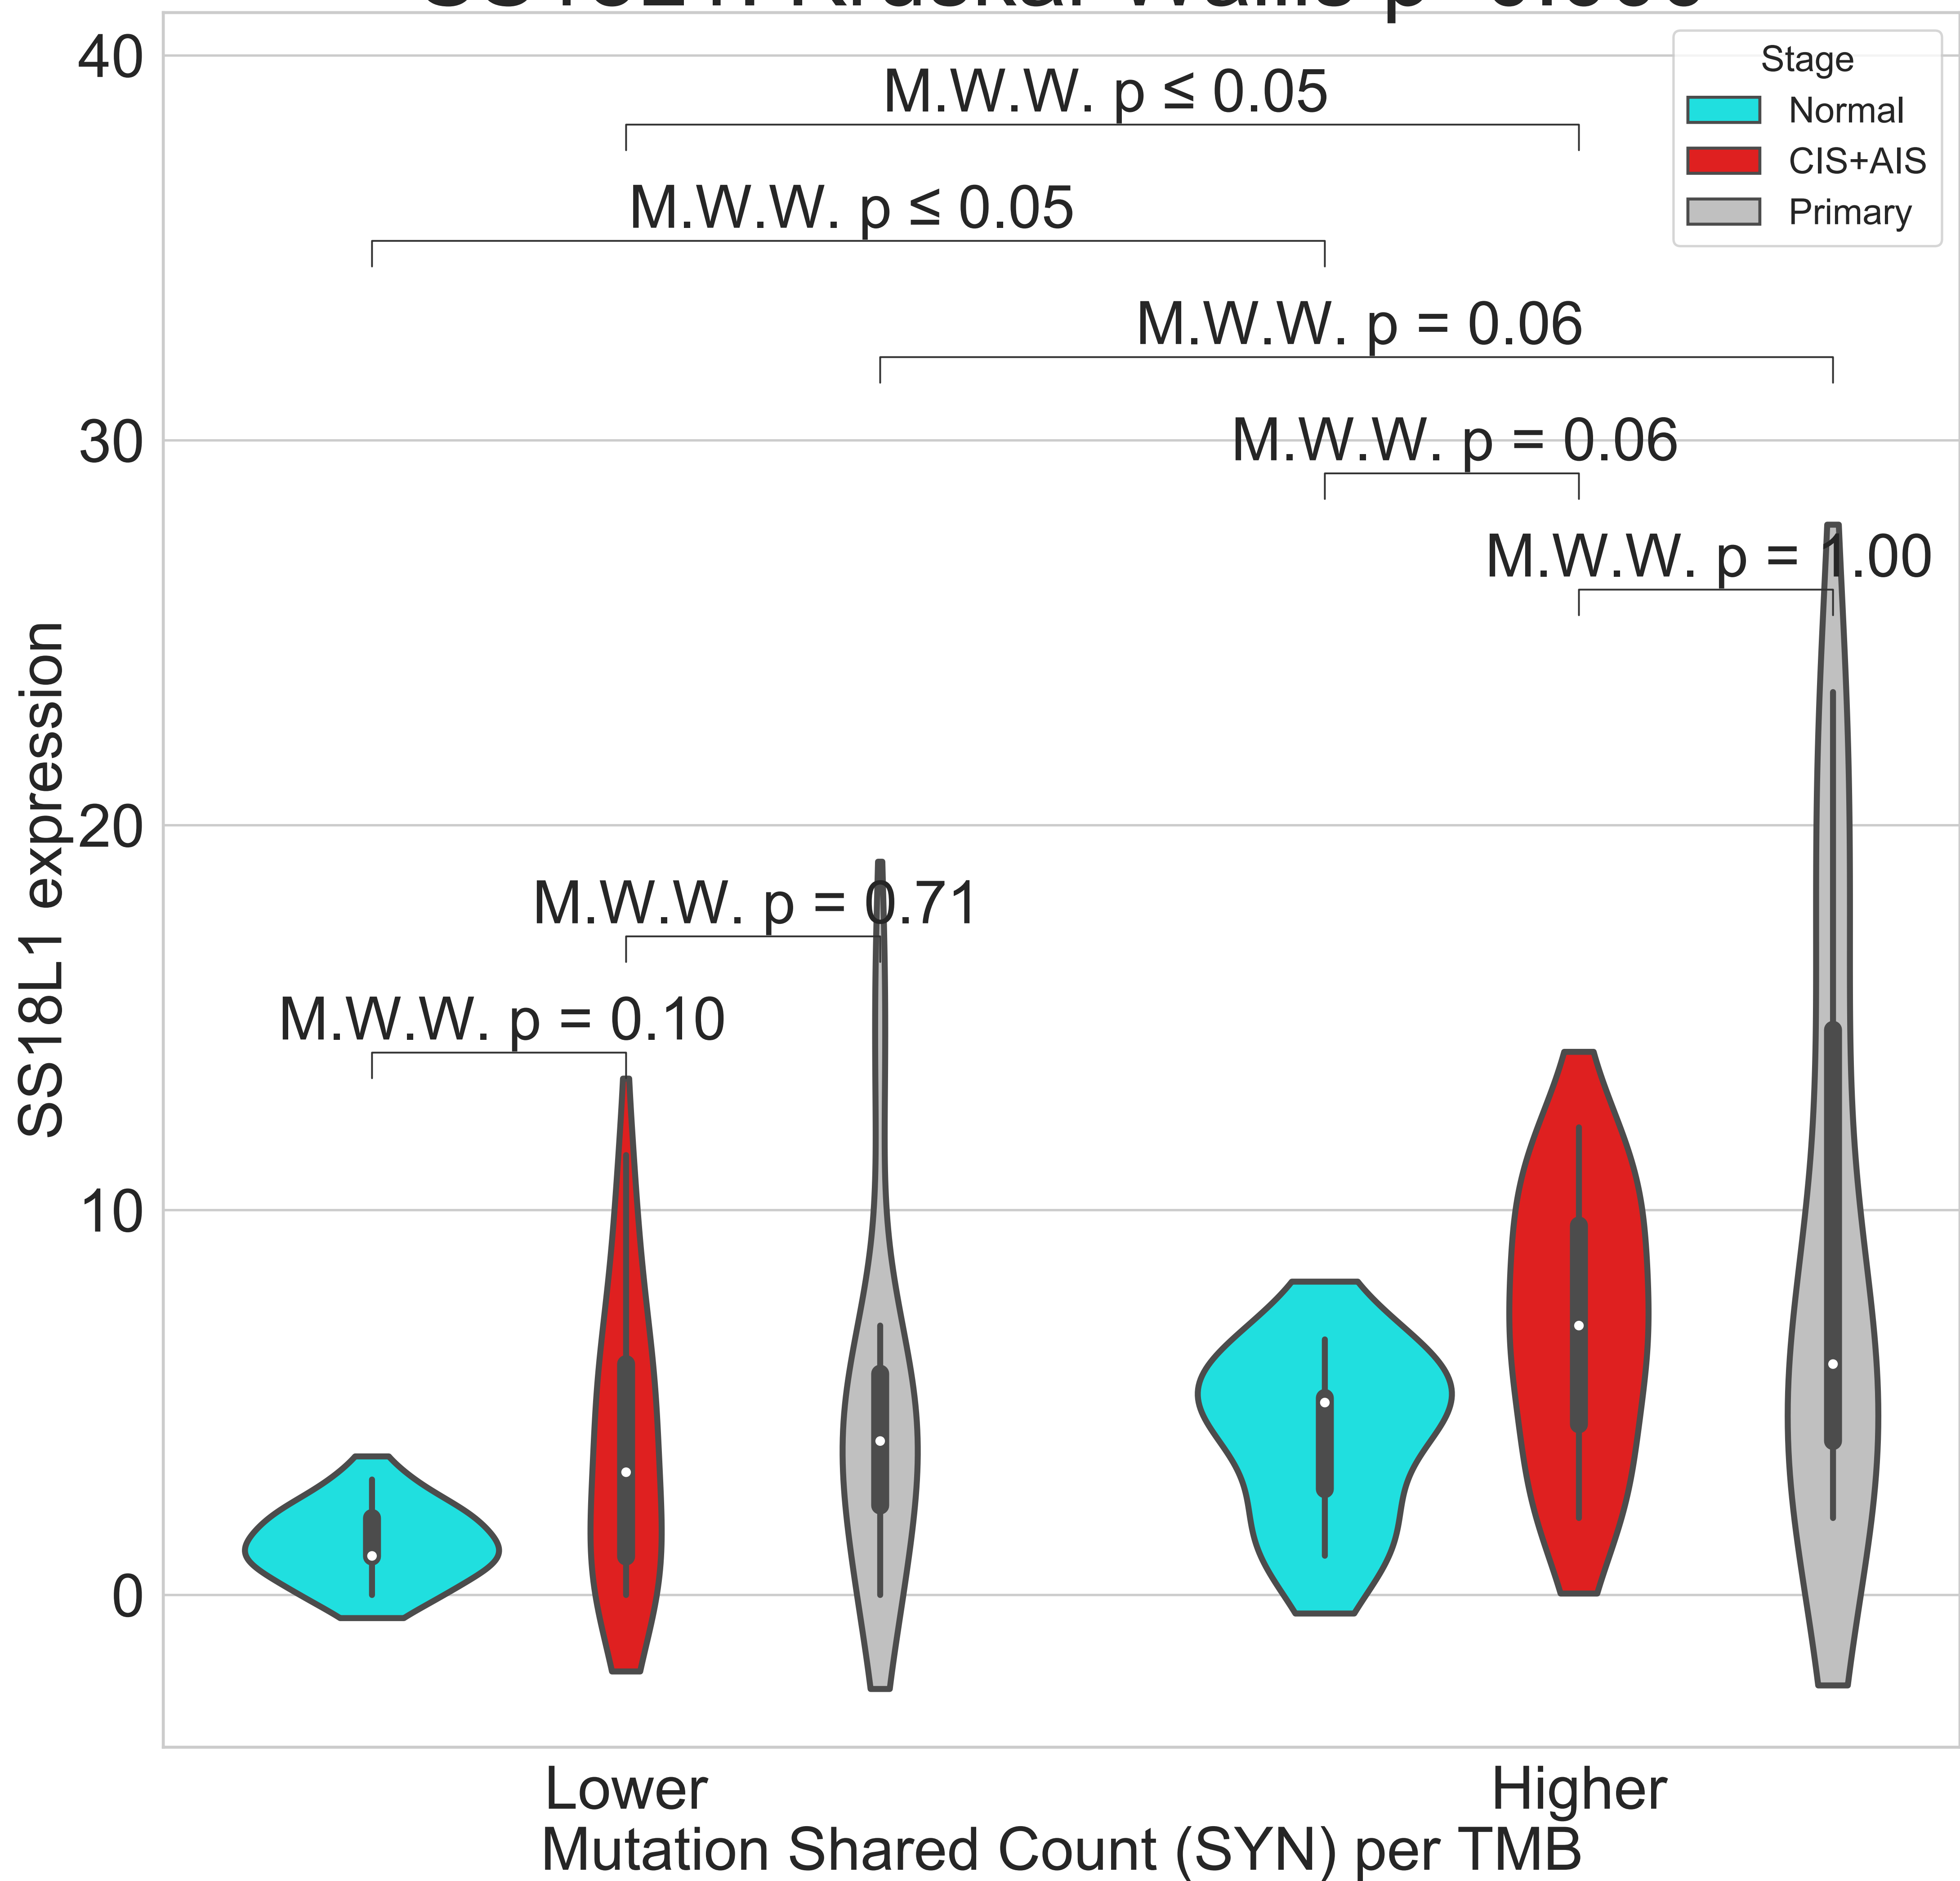 40
30
20
10
0
SS18L1 expression
M.W.W. p ≤ 0.05
M.W.W. p ≤ 0.05
M.W.W. p = 0.06
M.W.W. p = 0.06
M.W.W. p = 1.00
M.W.W. p = 0.71
M.W.W. p = 0.10
Stage
Normal
CIS+AIS
Primary
Lower
Higher
Mutation Shared Count (SYN) per TMB